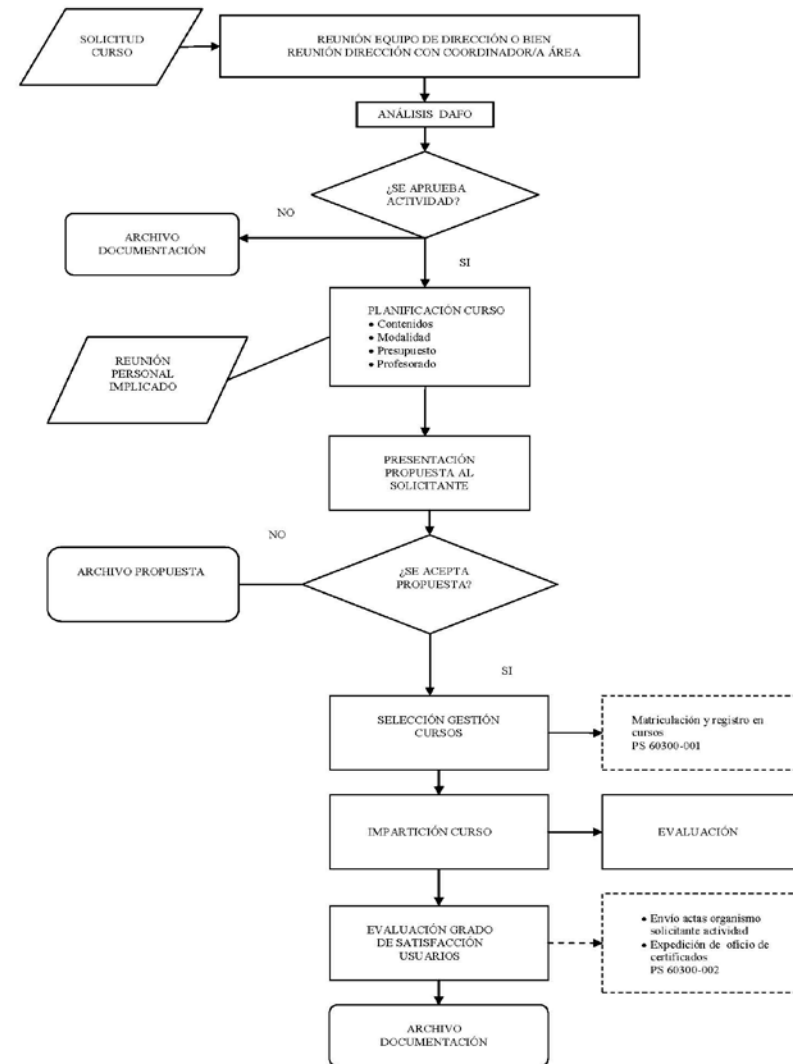 SOLICITUD
CURSO
REUNIÓN EQUIPO DE DIRECCIÓN O BIEN
REUNIÓN DIRECCIÓN CON COORDINADOR/A ÁREA
ANÁLISIS DAFO
¿SE APRUEBA
ACTIVIDAD?
NO
ARCHIVO
DOCUMENTACIÓN
SI
PLANIFICACIÓN CURSO
• Contenidos
• Modalidad
• Presupuesto
• Profesorado
REUNIÓN
PERSONAL
IMPLICADO
PRESENTACIÓN
PROPUESTA AL
SOLICITANTE
NO
ARCHIVO PROPUESTA
¿SE ACEPTA
PROPUESTA?
SI
SELECCIÓN GESTIÓN
CURSOS
Matriculación y registro en
cursos
PS 60300-001
IMPARTICIÓN CURSO
EVALUACIÓN
EVALUACIÓN GRADO
DE SATISFACCIÓN
USUARIOS
• Envío actas organismo
solicitante actividad
• Expedición de oficio de
certificados
PS 60300-002
ARCHIVO
DOCUMENTACIÓN